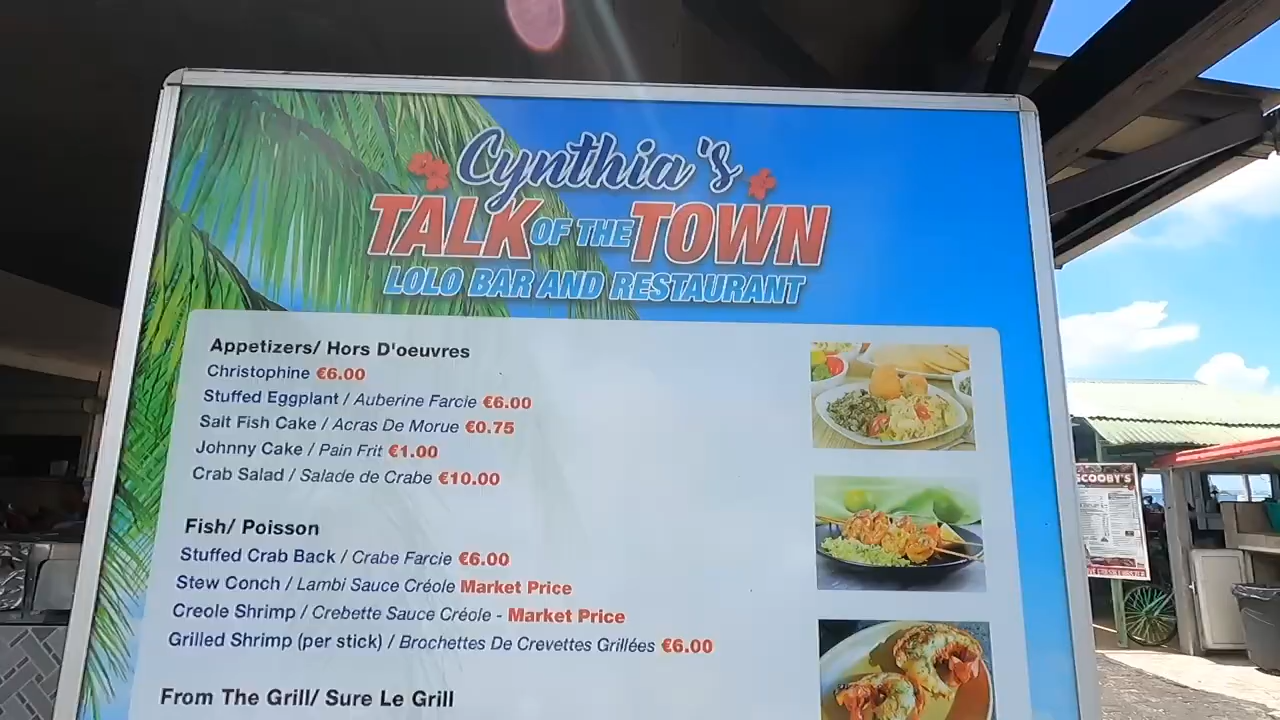 Cynthia's
TALK OF THE TOWN
LOLO BAR AND RESTAURANT
Appetizers/ Hors D'oeuvres
Christophine €6.00
Stuffed Eggplant / Auberine Farcie €6.00
Salt Fish Cake / Acras De Morue €0.75
Johnny Cake / Pain Frit €1.00
Crab Salad / Salade de Crabe €10.00
Fish/ Poisson
Stuffed Crab Back / Crabe Farcie €6.00
Stew Conch / Lambi Sauce Créole Market Price
Creole Shrimp / Crebette Sauce Créole - Market Price
Grilled Shrimp (per stick) / Brochettes De Crevettes Grillées €6.00
From The Grill/ Sure Le Grill
SCOOBY'S